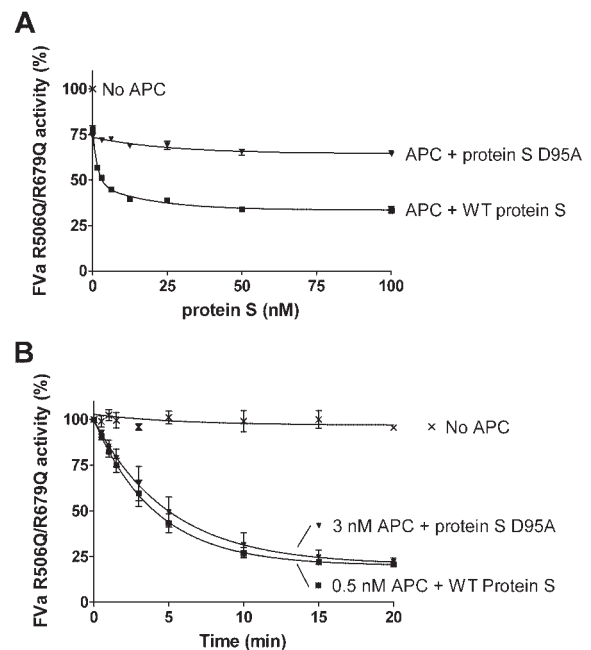 A
FVa R506Q/R679Q activity (%)
100
75
50
25
0
No APC
APC + protein S D95A
APC + WT protein S
0 25 50 75 100
protein S (nM)
B
FVa R506Q/R679Q activity (%)
100
75
50
25
0
No APC
3 nM APC + protein S D95A
0.5 nM APC + WT Protein S
0 5 10 15 20
Time (min)